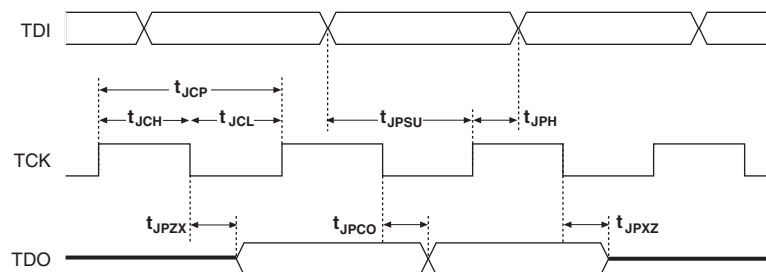 TDI
tJCP
tJCH tJCL tJPSU tJPH
TCK
tJPZX tJPCO tJPXZ
TDO